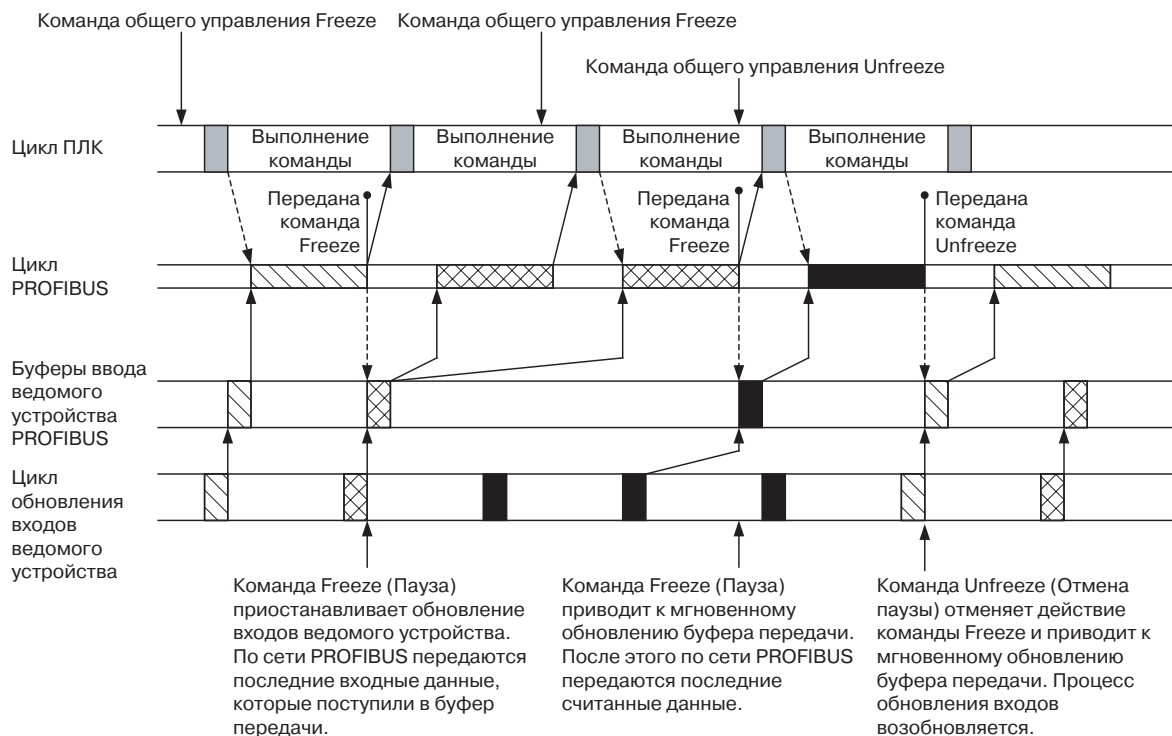 Команда общего управления Freeze
Команда общего управления Freeze
Команда общего управления Unfreeze
Цикл ПЛК
Выполнение
команды
Выполнение
команды
Выполнение
команды
Выполнение
команды
Передана
команда
Freeze
Передана
команда
Freeze
Передана
команда
Unfreeze
Цикл
PROFIBUS
Буферы ввода
ведомого
устройства
PROFIBUS
Цикл
обновления
входов
ведомого
устройства
Команда Freeze (Пауза)
приостанавливает обновление
входов ведомого устройства.
По сети PROFIBUS передаются
последние входные данные,
которые поступили в буфер
передачи.
Команда Freeze (Пауза)
приводит к мгновенному
обновлению буфера передачи.
После этого по сети PROFIBUS
передаются последние
считанные данные.
Команда Unfreeze (Отмена
паузы) отменяет действие
команды Freeze и приводит к
мгновенному обновлению
буфера передачи. Процесс
обновления входов
возобновляется.